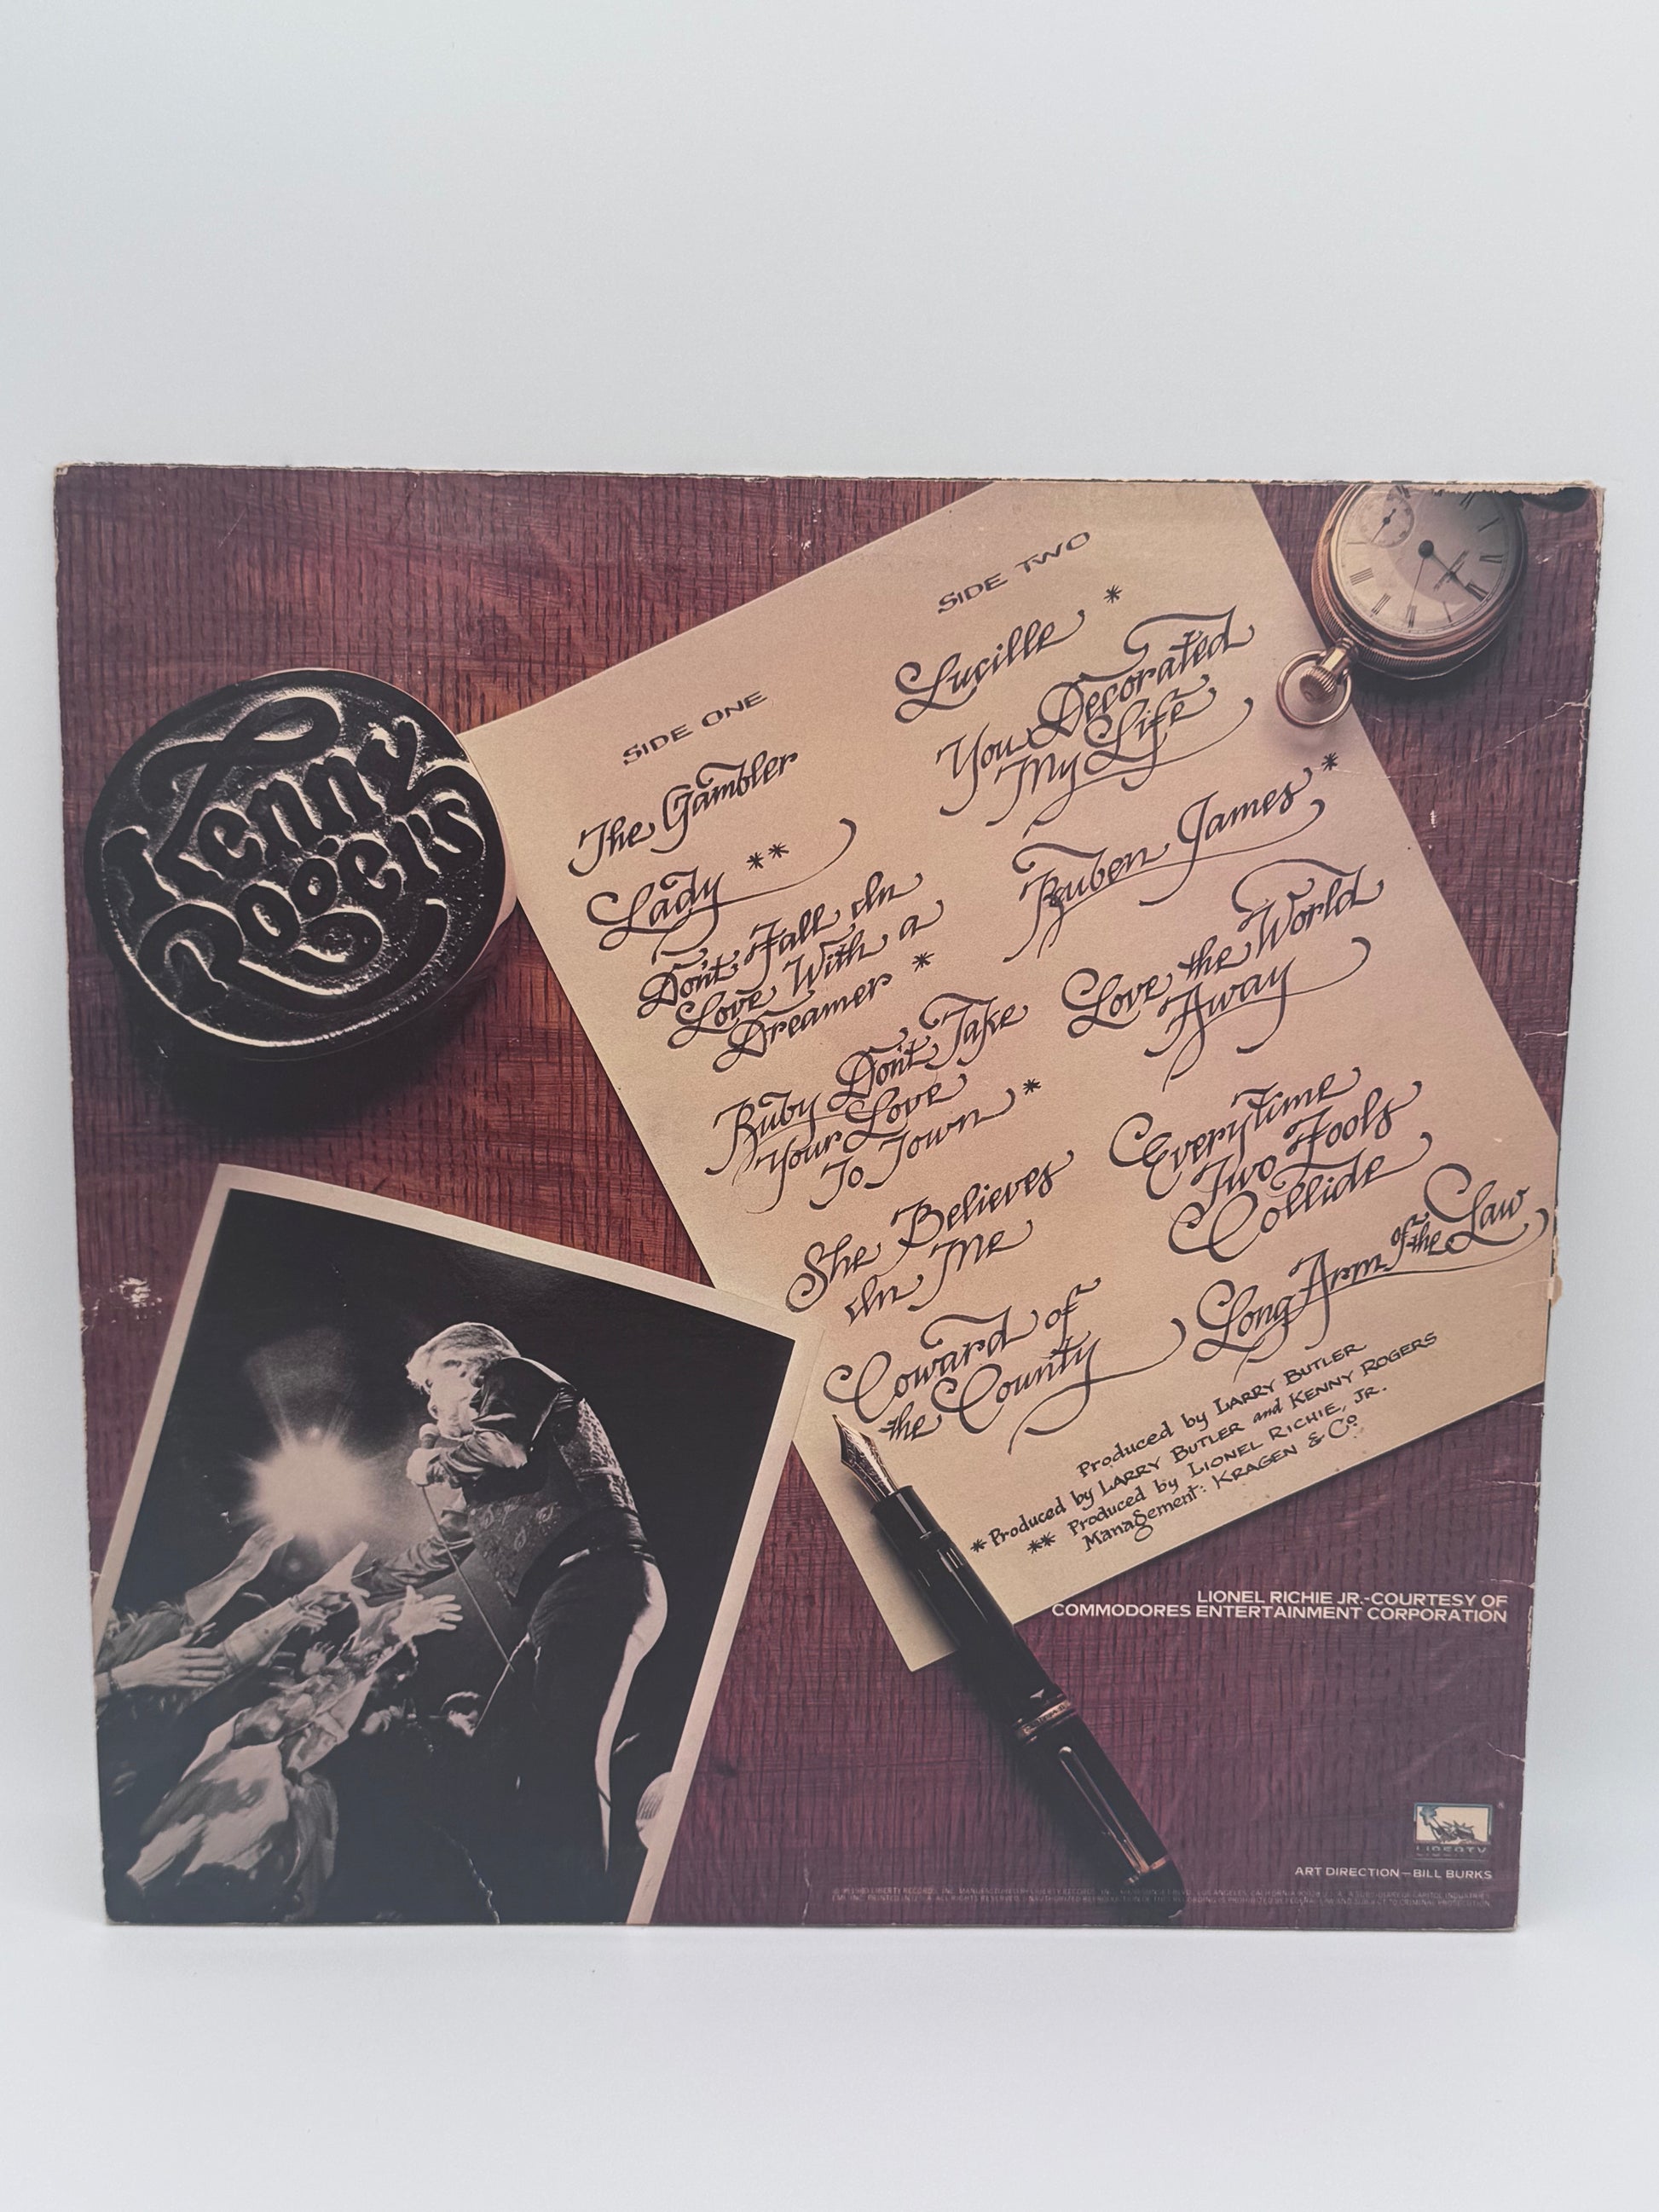 Kenny
Rogers
SIDE ONE
The Gambler
Lady **
Don't Fall In
Love With a
Dreamer *
Ruby Don't Take
Your Love
To Town *
She Believes
In Me
Coward of
the County
SIDE TWO
Lucille *
You Decorated
My Life
Reuben James *
Love the World
Away
Everytime
Two Fools
Collide
Long Arm of the Law
Produced by LARRY BUTLER
* Produced by LARRY BUTLER and KENNY ROGERS
** Produced by LIONEL RICHIE, JR.
Management: KRAGEN & Co
LIONEL RICHIE JR.-COURTESY OF
COMMODORES ENTERTAINMENT CORPORATION
LIBERTY
ART DIRECTION—BILL BURKS